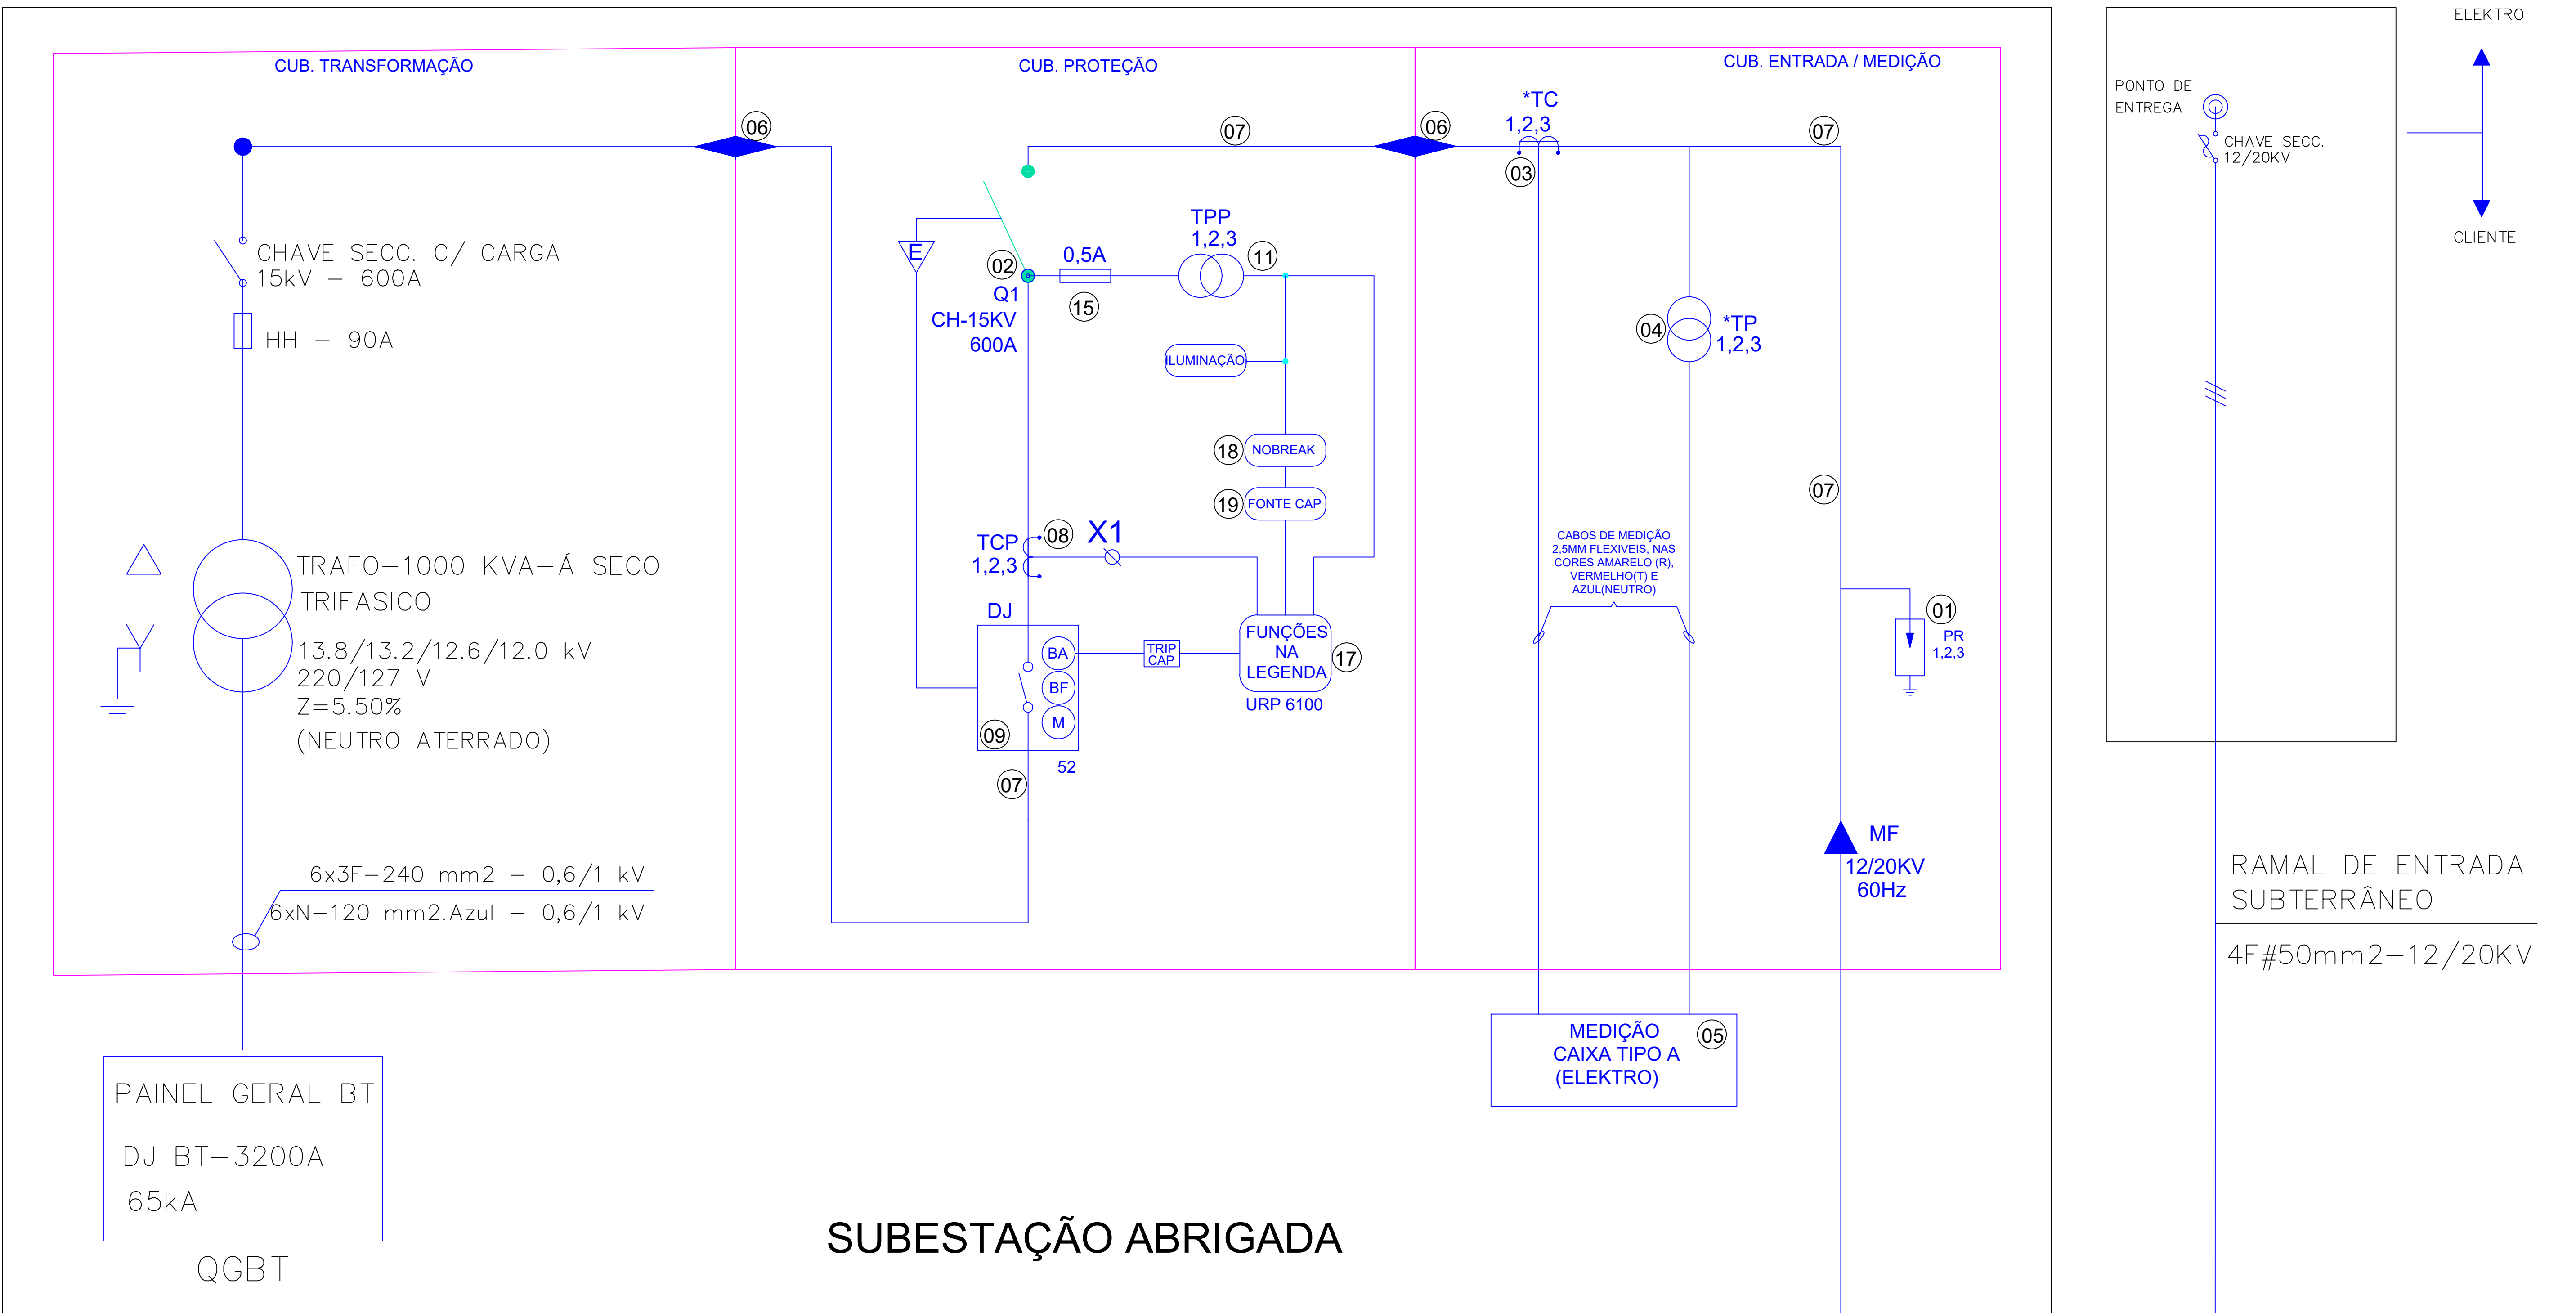 CUB. TRANSFORMAÇÃO
06
CHAVE SECC. C/ CARGA
15kV - 600A
HH - 90A
TRAFO-1000 KVA-Á SECO
TRIFASICO
13.8/13.2/12.6/12.0 kV
220/127 V
Z=5.50%
(NEUTRO ATERRADO)
6x3F-240 mm2 - 0,6/1 kV
6xN-120 mm2.Azul - 0,6/1 kV
PAINEL GERAL BT
DJ BT-3200A
65kA
QGBT
CUB. PROTEÇÃO
07
06
E
02
Q1
CH-15KV
600A
0,5A
15
TPP
1,2,3
11
ILUMINAÇÃO
18
NOBREAK
19
FONTE CAP
TCP
1,2,3
08
X1
DJ
BA
BF
M
09
52
07
TRIP
CAP
FUNÇÕES
NA
LEGENDA
17
URP 6100
CUB. ENTRADA / MEDIÇÃO
*TC
1,2,3
03
07
04
*TP
1,2,3
07
CABOS DE MEDIÇÃO
2,5MM FLEXIVEIS, NAS
CORES AMARELO (R),
VERMELHO(T) E
AZUL(NEUTRO)
01
PR
1,2,3
MF
12/20KV
60Hz
MEDIÇÃO
CAIXA TIPO A
(ELEKTRO)
05
SUBESTAÇÃO ABRIGADA
PONTO DE
ENTREGA
CHAVE SECC.
12/20KV
ELEKTRO
CLIENTE
RAMAL DE ENTRADA
SUBTERRÂNEO
4F#50mm2-12/20KV